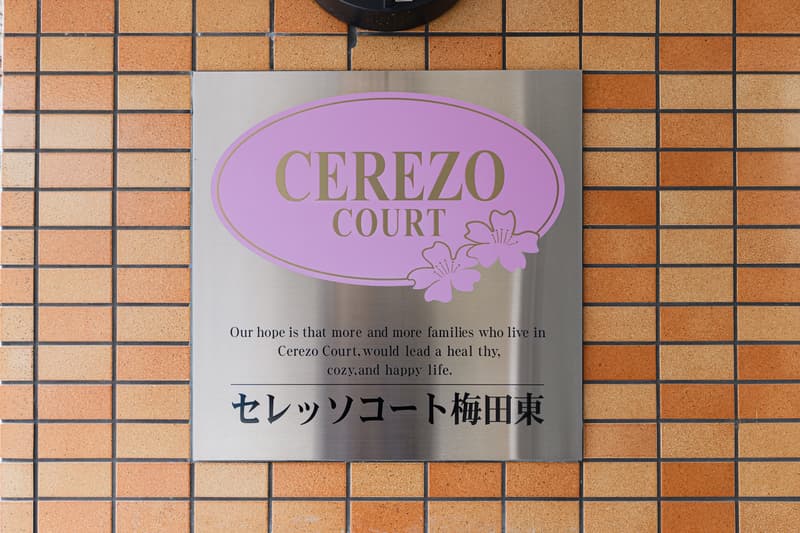 CEREZO
COURT
Our hope is that more and more families who live in
Cerezo Court,would lead a heal thy,
cozy,and happy life.
セレッソコート梅田東